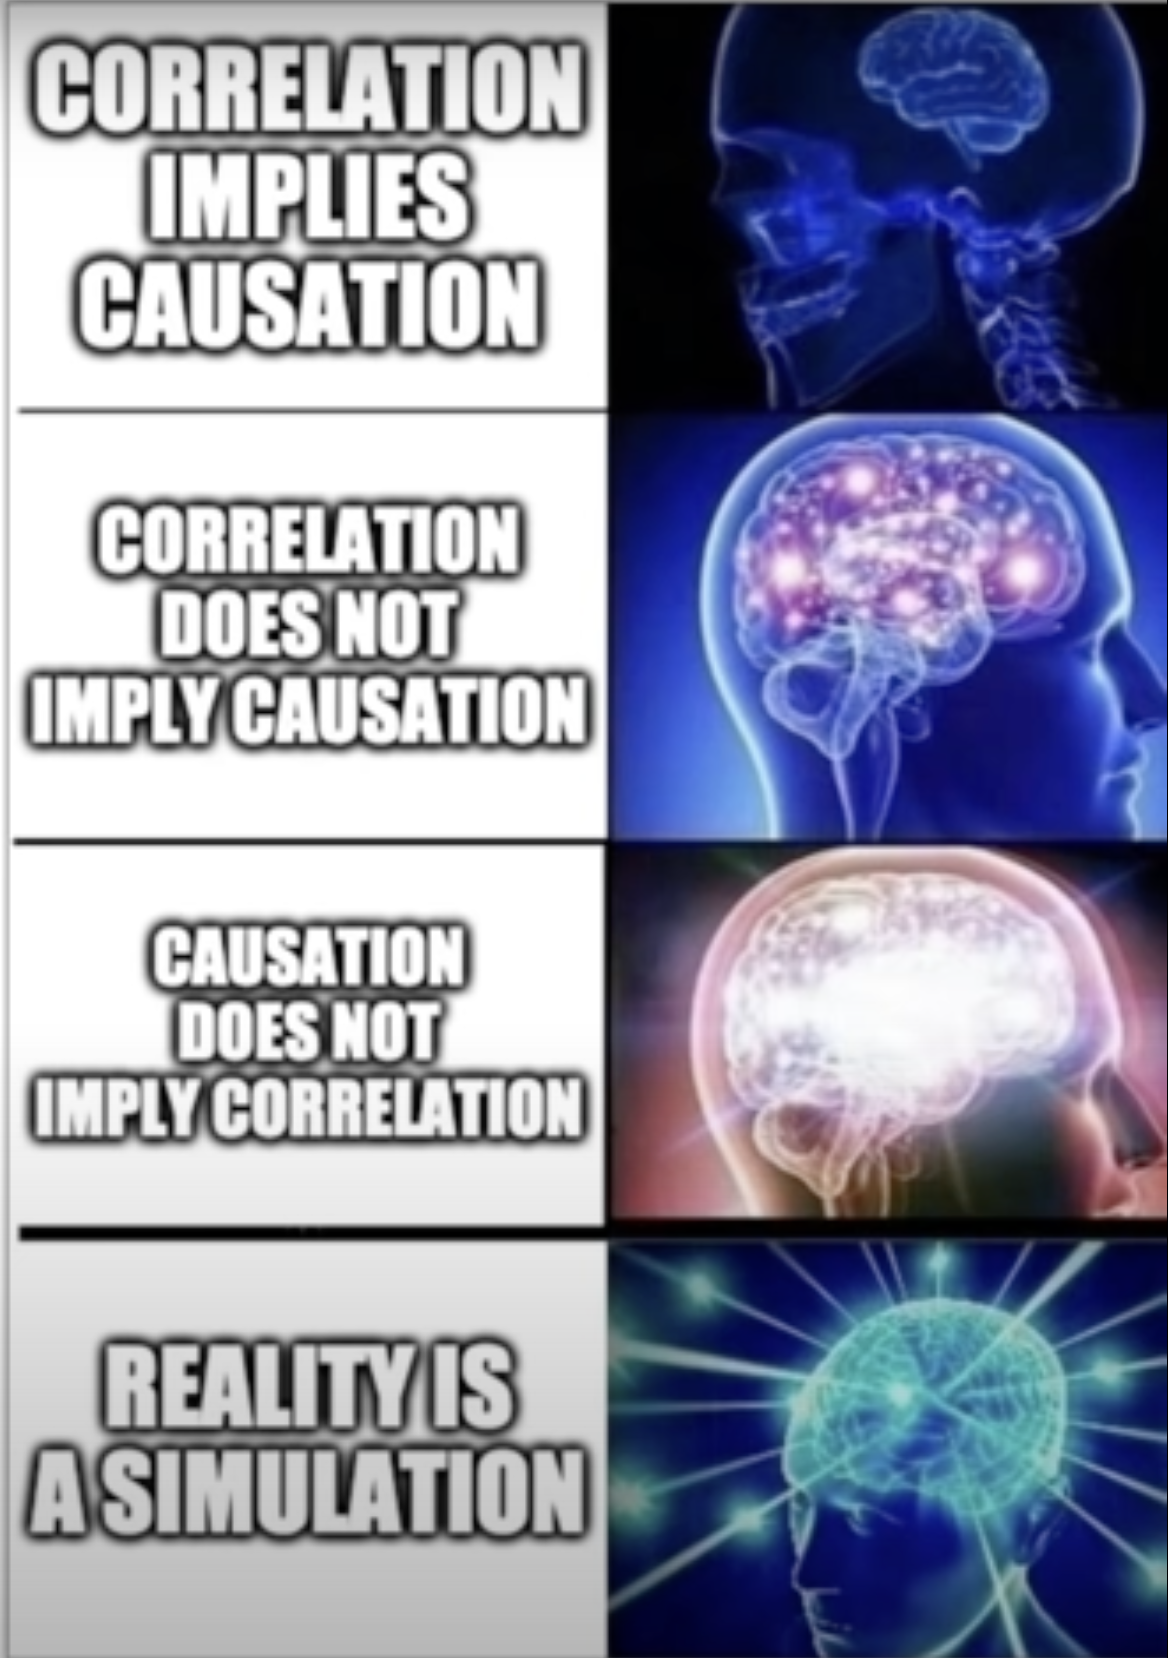 CORRELATION
IMPLIES
CAUSATION
CORRELATION
DOES NOT
IMPLY CAUSATION
CAUSATION
DOES NOT
IMPLY CORRELATION
REALITY IS
A SIMULATION